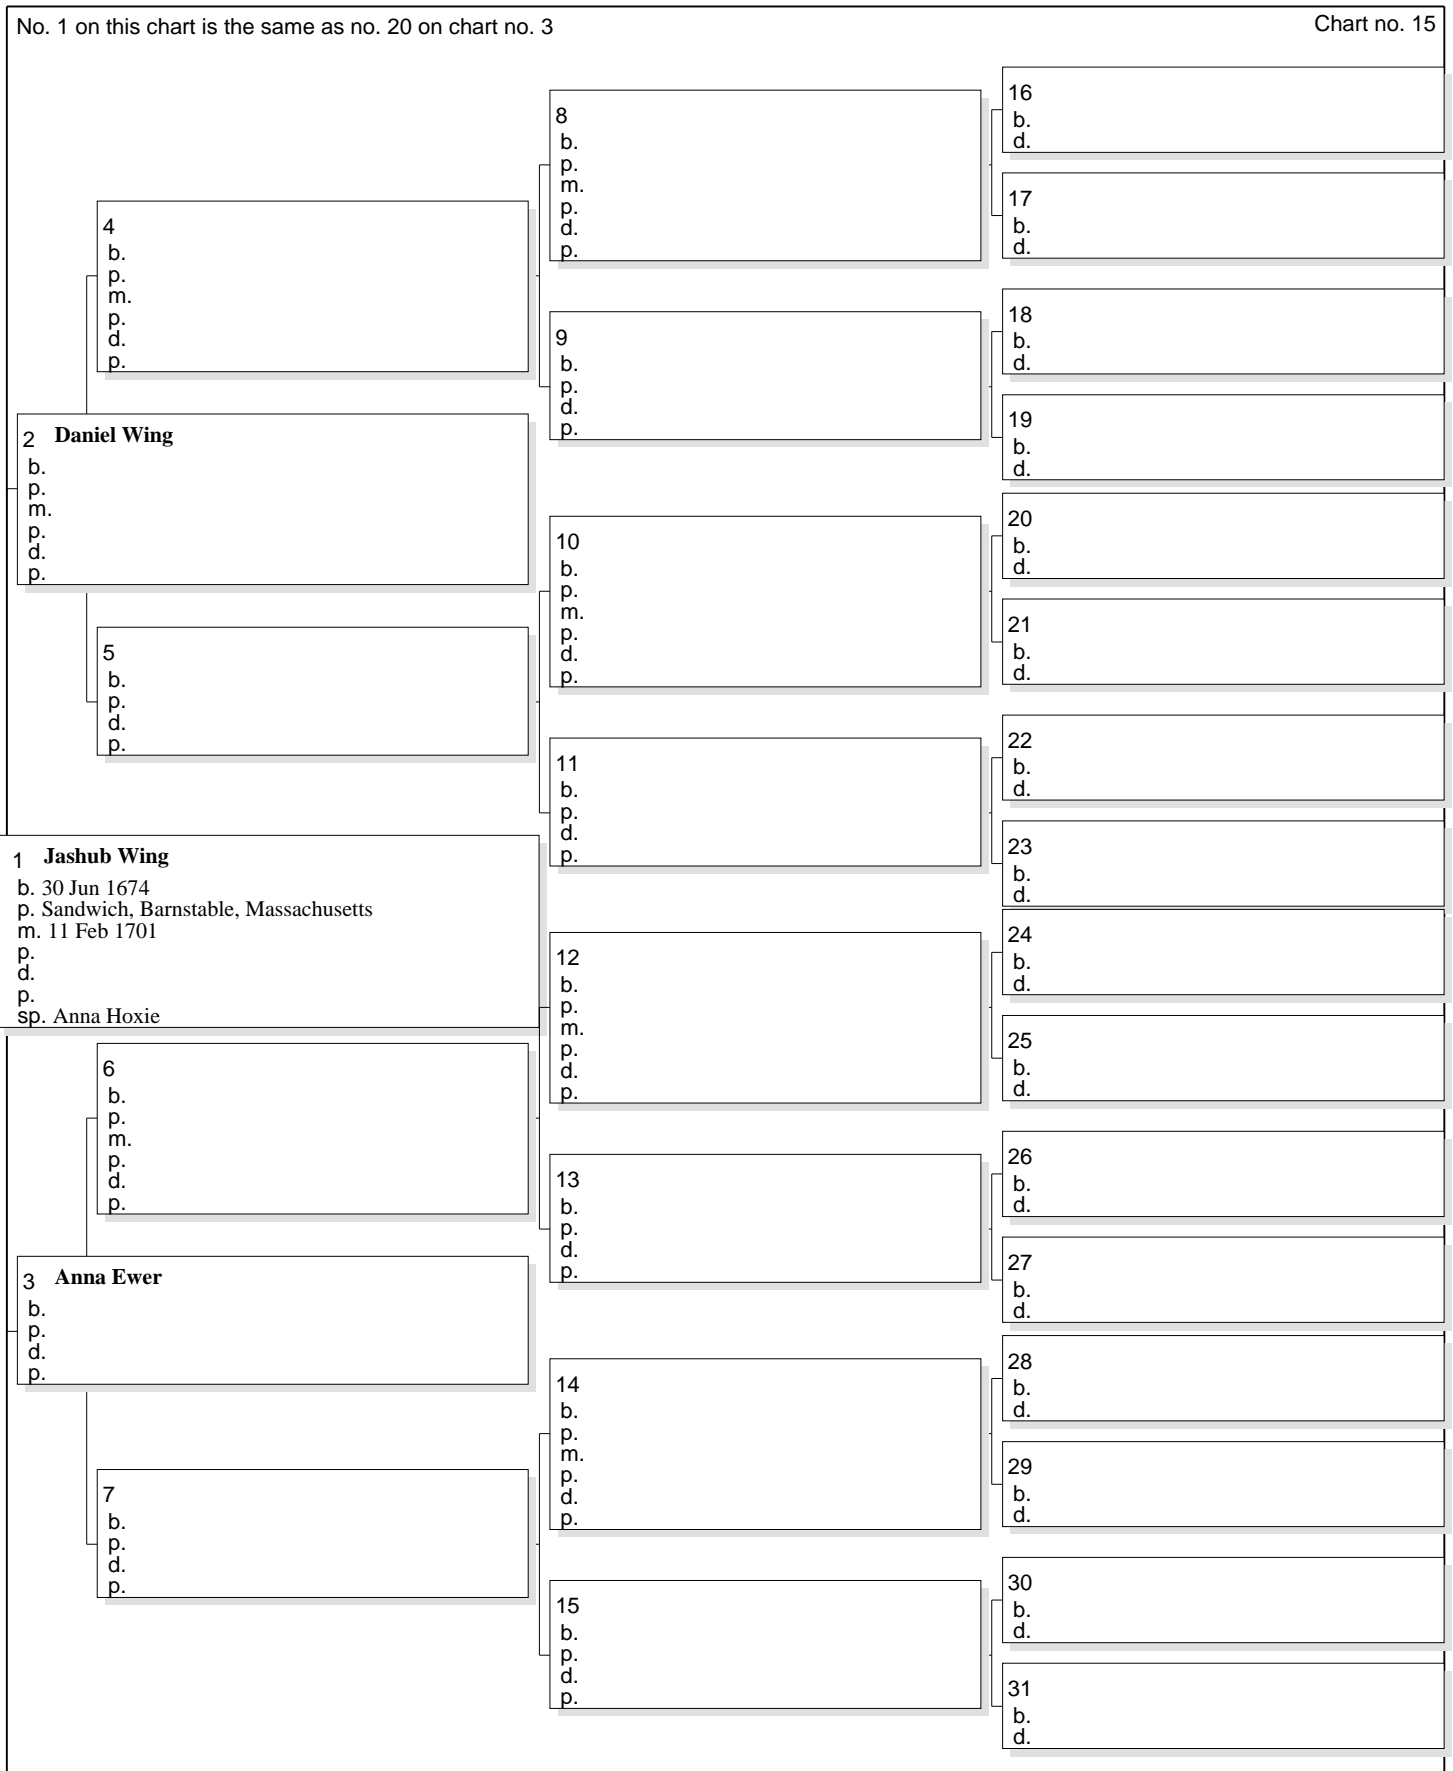 No. 1 on this chart is the same as no. 20 on chart no. 3
Chart no. 15
1 Jashub Wing
b. 30 Jun 1674
p. Sandwich, Barnstable, Massachusetts
m. 11 Feb 1701
p.
d.
p.
sp. Anna Hoxie
2 Daniel Wing
b.
p.
m.
p.
d.
p.
3 Anna Ewer
b.
p.
d.
p.
4
b.
p.
m.
p.
d.
p.
5
b.
p.
d.
p.
6
b.
p.
m.
p.
d.
p.
7
b.
p.
d.
p.
8
b.
p.
m.
p.
d.
p.
9
b.
p.
d.
p.
10
b.
p.
m.
p.
d.
p.
11
b.
p.
d.
p.
12
b.
p.
m.
p.
d.
p.
13
b.
p.
d.
p.
14
b.
p.
m.
p.
d.
p.
15
b.
p.
d.
p.
16
b.
d.
17
b.
d.
18
b.
d.
19
b.
d.
20
b.
d.
21
b.
d.
22
b.
d.
23
b.
d.
24
b.
d.
25
b.
d.
26
b.
d.
27
b.
d.
28
b.
d.
29
b.
d.
30
b.
d.
31
b.
d.